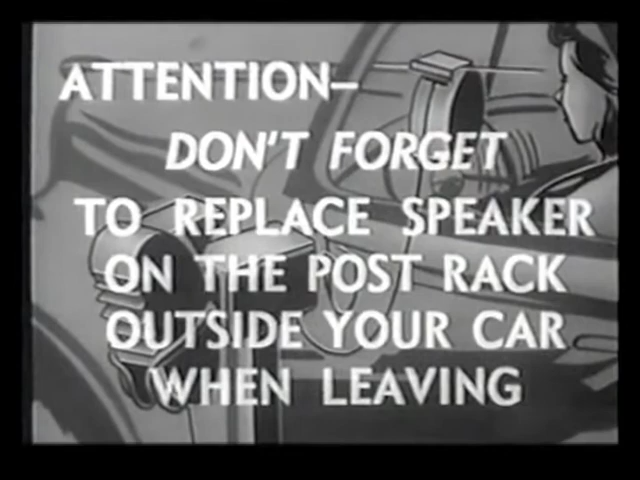 ATTENTION–
DON'T FORGET
TO REPLACE SPEAKER
ON THE POST RACK
OUTSIDE YOUR CAR
WHEN LEAVING